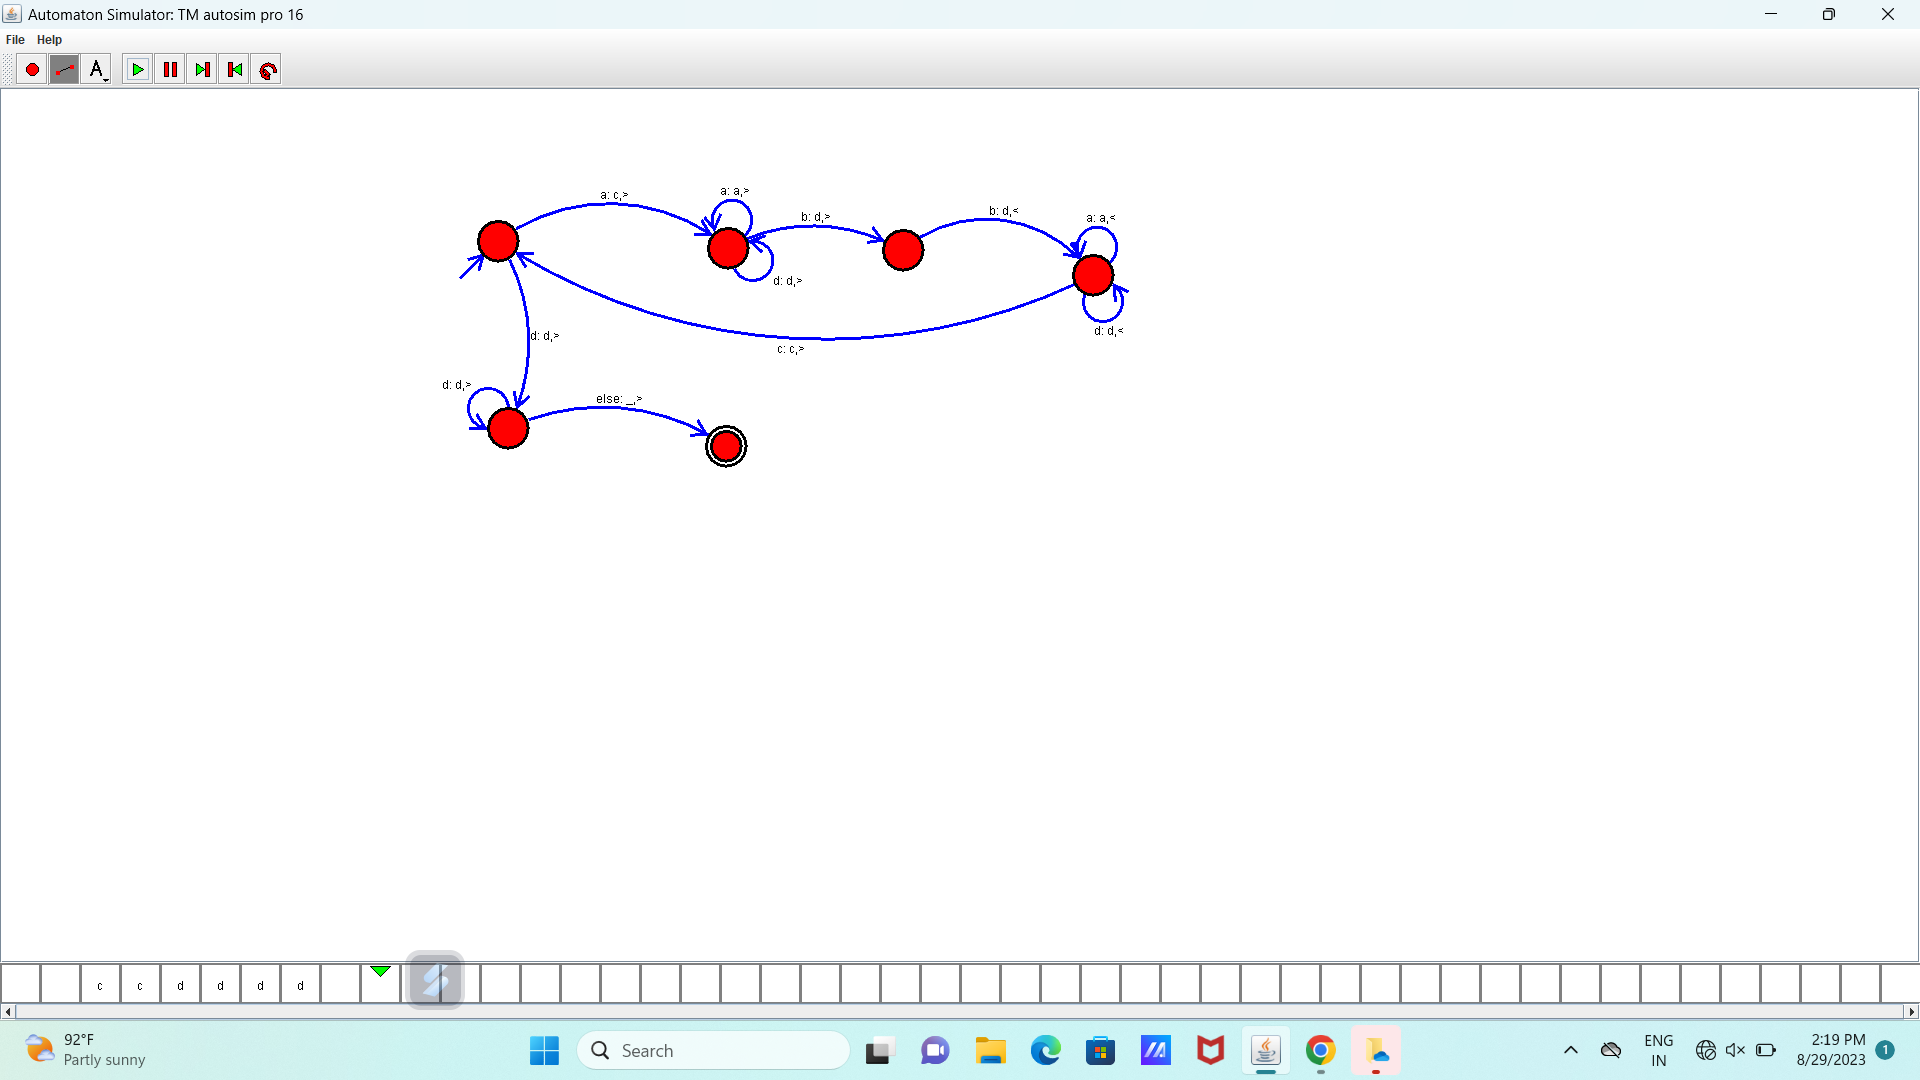 Automaton Simulator: TM autosim pro 16
File Help
A
a: c,>
a: a,>
b: d,>
b: d,<
a: a,<
d: d,>
d: d,<
d: d,>
c: c,>
d: d,>
else: _,>
c c d d d d
92°F
Partly sunny
Search
ENG
IN
2:19 PM
8/29/2023
1